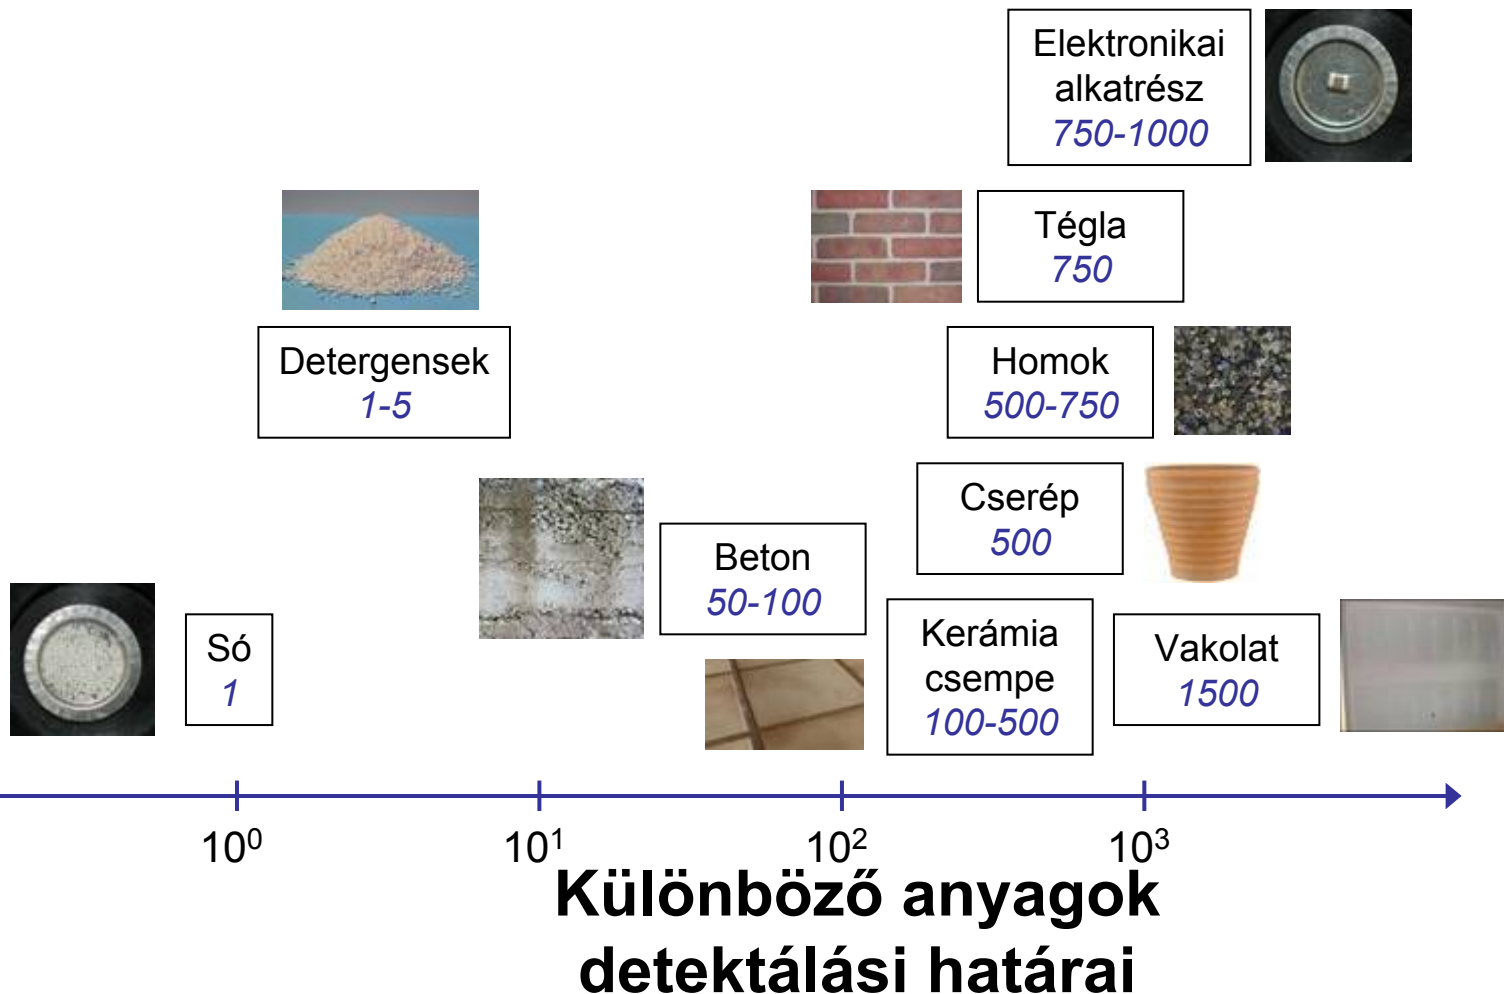 Elektronikai
alkatrész
750-1000
Tégla
750
Detergensek
1-5
Homok
500-750
Cserép
500
Beton
50-100
Só
1
Kerámia
csempe
100-500
Vakolat
1500
10⁰ 10¹ 10² 10³
Különböző anyagok
detektálási határai